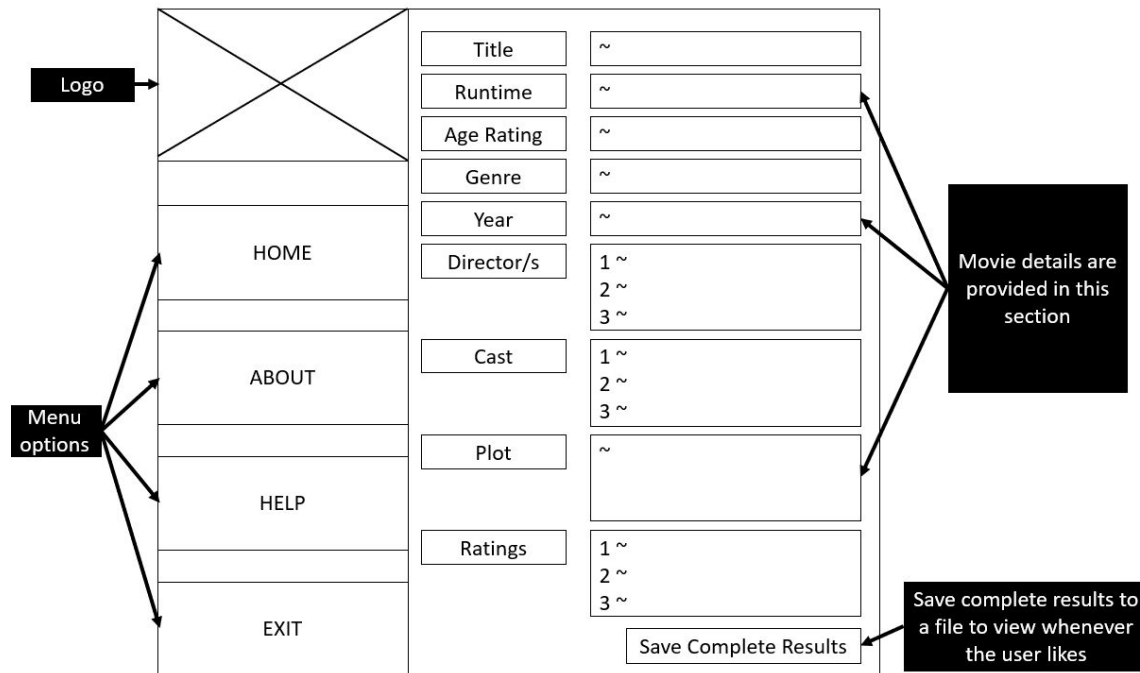 Logo
Menu
options
HOME
ABOUT
HELP
EXIT
Title
~
Runtime
~
Age Rating
~
Genre
~
Year
~
Director/s
1 ~
2 ~
3 ~
Cast
1 ~
2 ~
3 ~
Plot
~
Ratings
1 ~
2 ~
3 ~
Save Complete Results
Movie details are
provided in this
section
Save complete results to
a file to view whenever
the user likes